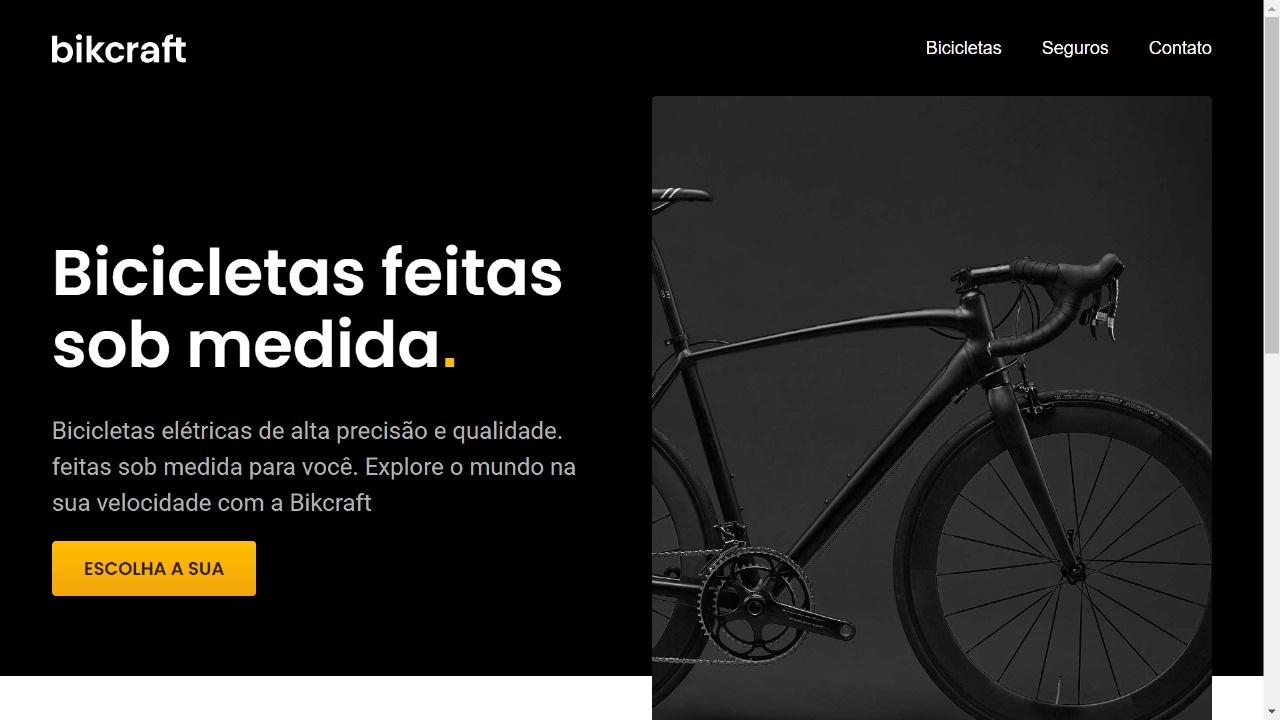 bikcraft
Bicicletas
Seguros
Contato
Bicicletas feitas
sob medida.
Bicicletas elétricas de alta precisão e qualidade.
feitas sob medida para você. Explore o mundo na
sua velocidade com a Bikcraft
ESCOLHA A SUA